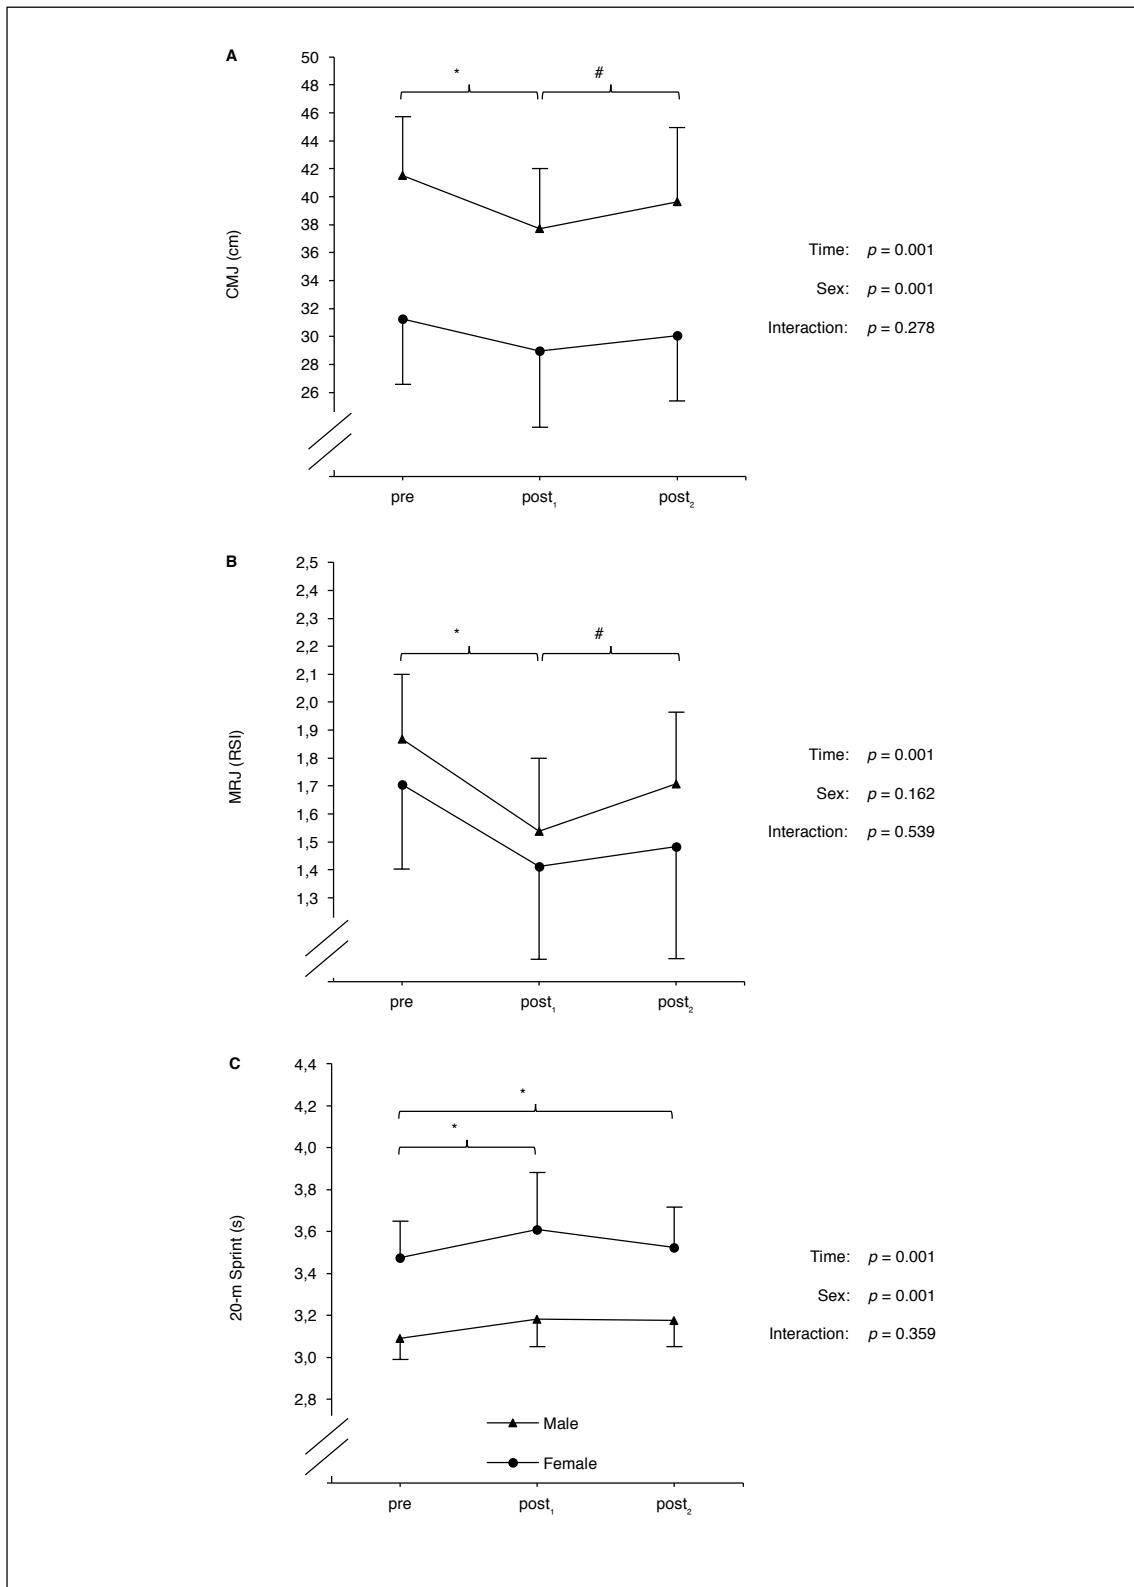 A
50
48
46
44
42
40
38
36
34
32
30
28
26
CMJ (cm)
*
#
Time: p = 0.001
Sex: p = 0.001
Interaction: p = 0.278
pre post₁ post₂
B
2,5
2,4
2,3
2,2
2,1
2,0
1,9
1,8
1,7
1,6
1,5
1,4
1,3
MRJ (RSI)
*
#
Time: p = 0.001
Sex: p = 0.162
Interaction: p = 0.539
pre post₁ post₂
C
4,4
4,2
4,0
3,8
3,6
3,4
3,2
3,0
2,8
20-m Sprint (s)
*
*
Time: p = 0.001
Sex: p = 0.001
Interaction: p = 0.359
Male
Female
pre post₁ post₂